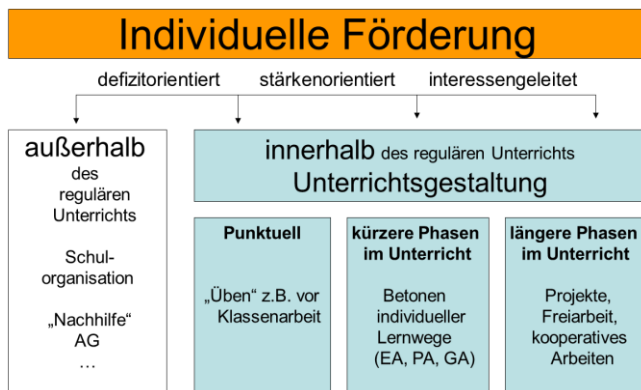 Individuelle Förderung
defizitorientiert stärkenorientiert interessengeleitet
außerhalb
des
regulären
Unterrichts
Schul-
organisation
„Nachhilfe“
AG
…
innerhalb des regulären Unterrichts
Unterrichtsgestaltung
Punktuell
„Üben“ z.B. vor
Klassenarbeit
kürzere Phasen
im Unterricht
Betonen
individueller
Lernwege
(EA, PA, GA)
längere Phasen
im Unterricht
Projekte,
Freiarbeit,
kooperatives
Arbeiten